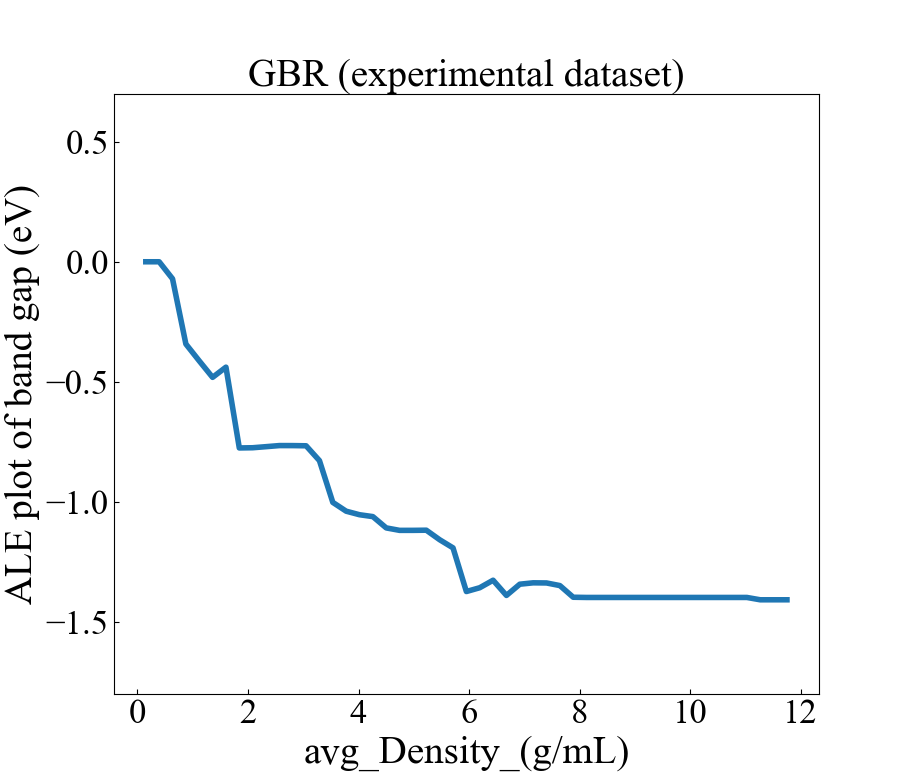 GBR (experimental dataset)
ALE plot of band gap (eV)
0.5
0.0
−0.5
−1.0
−1.5
0 2 4 6 8 10 12
avg_Density_(g/mL)